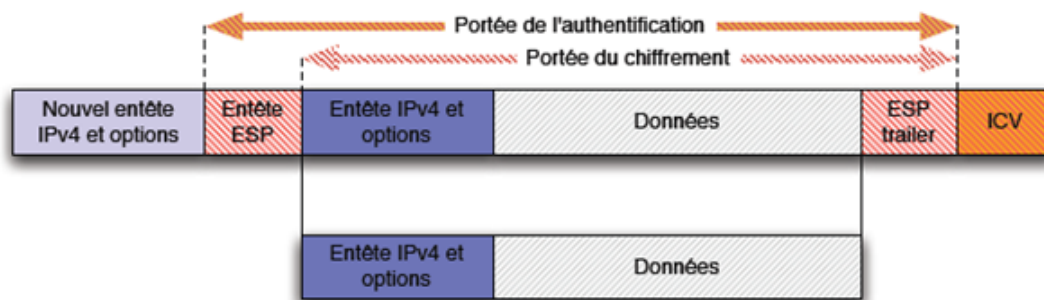 Portée de l'authentification
Portée du chiffrement
Nouvel entête
IPv4 et options
Entête
ESP
Entête IPv4 et
options
Données
ESP
trailer
ICV
Entête IPv4 et
options
Données